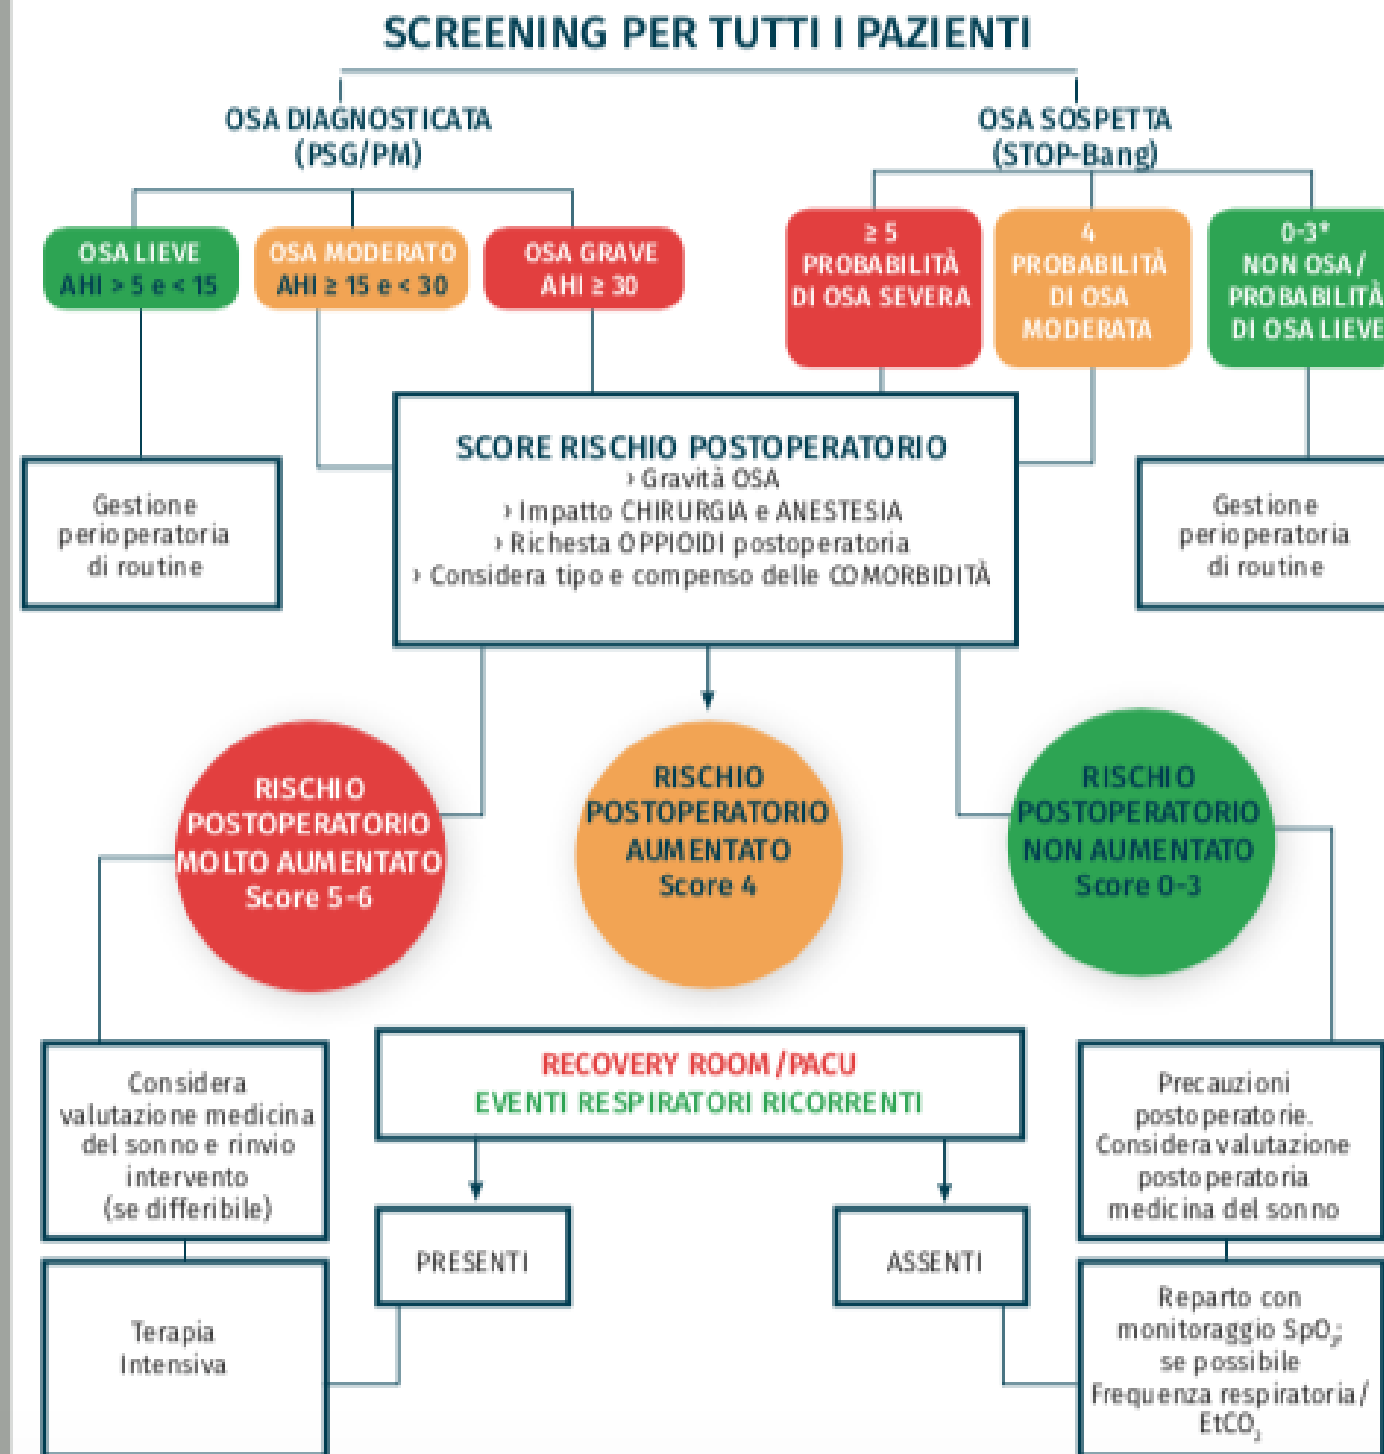 SCREENING PER TUTTI I PAZIENTI
OSA DIAGNOSTICATA
(PSG/PM)
OSA SOSPETTA
(STOP-Bang)
OSA LIEVE
AHI > 5 e < 15
OSA MODERATO
AHI ≥ 15 e < 30
OSA GRAVE
AHI ≥ 30
≥ 5
PROBABILITÀ
DI OSA SEVERA
4
PROBABILITÀ
DI OSA
MODERATA
0-3*
NON OSA/
PROBABILITÀ
DI OSA LIEVE
Gestione
perioperatoria
di routine
SCORE RISCHIO POSTOPERATORIO
› Gravità OSA
› Impatto CHIRURGIA e ANESTESIA
› Richesta OPPIOIDI postoperatoria
› Considera tipo e compenso delle COMORBIDITÀ
Gestione
perioperatoria
di routine
RISCHIO
POSTOPERATORIO
MOLTO AUMENTATO
Score 5-6
RISCHIO
POSTOPERATORIO
AUMENTATO
Score 4
RISCHIO
POSTOPERATORIO
NON AUMENTATO
Score 0-3
Considera
valutazione medicina
del sonno e rinvio
intervento
(se differibile)
RECOVERY ROOM/PACU
EVENTI RESPIRATORI RICORRENTI
Precauzioni
postoperatorie.
Considera valutazione
postoperatoria
medicina del sonno
PRESENTI
ASSENTI
Terapia
Intensiva
Reparto con
monitoraggio SpO₂;
se possibile
Frequenza respiratoria/
EtCO₂